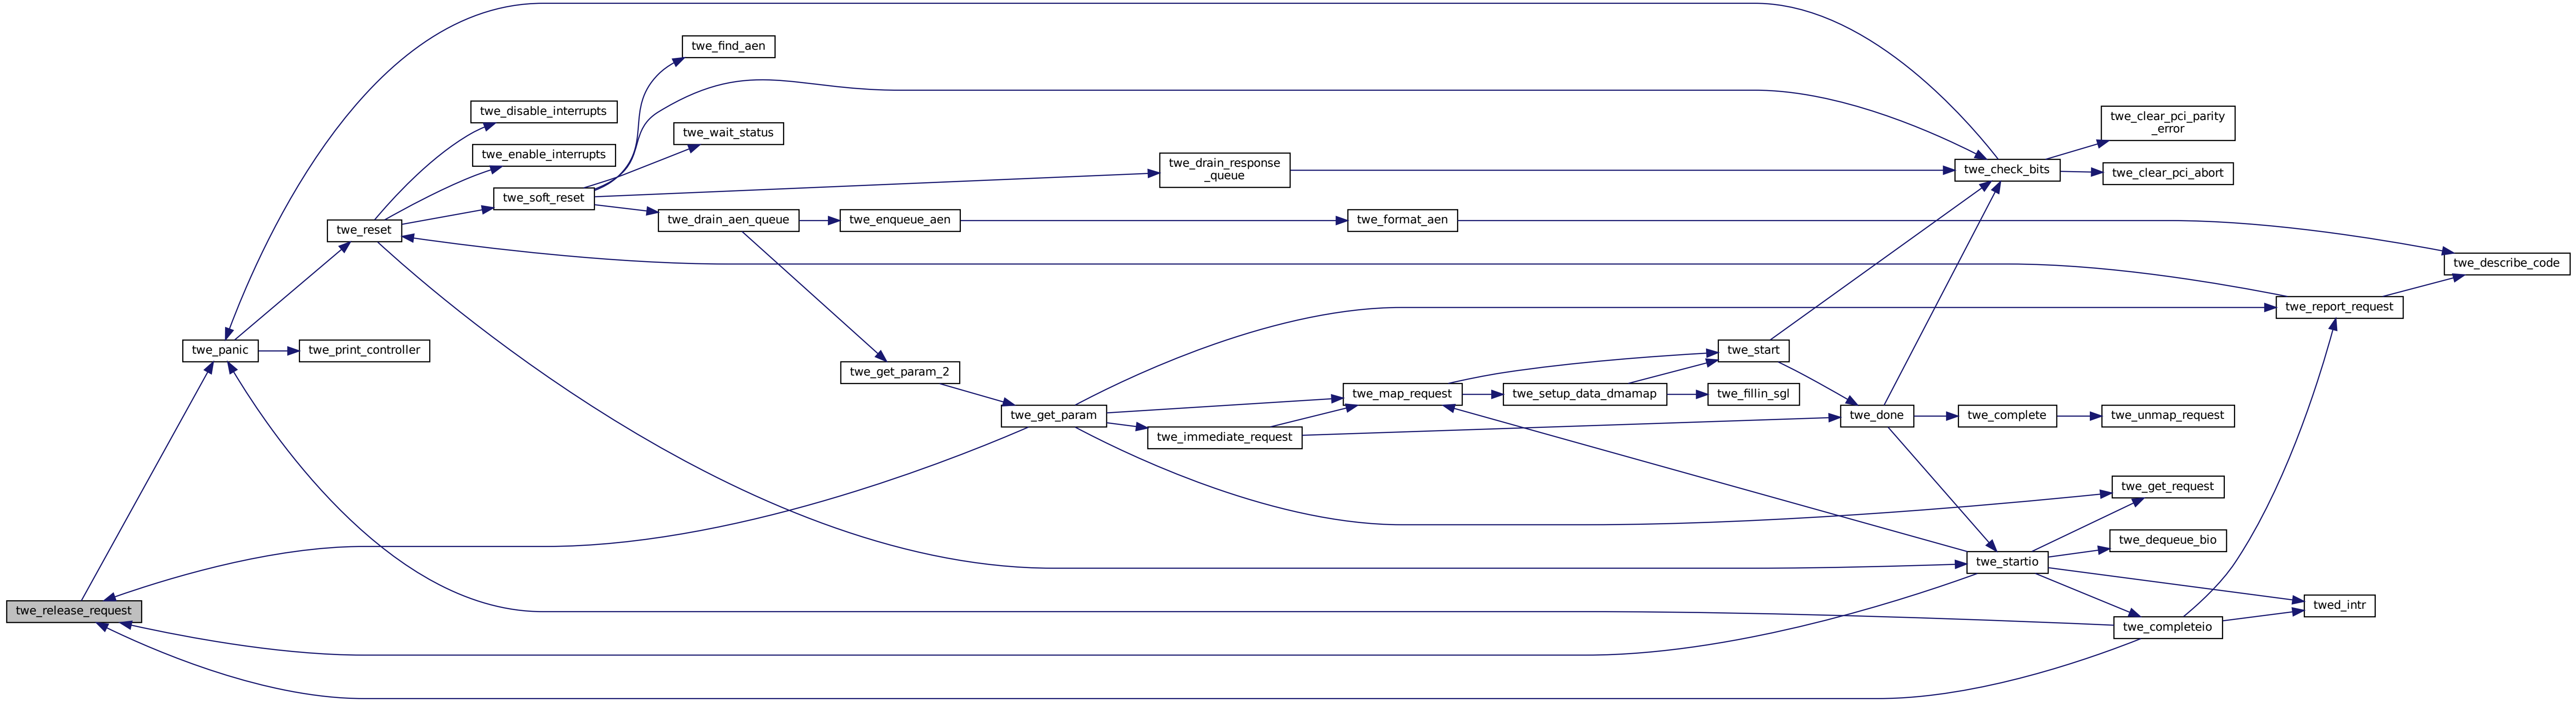 twe_find_aen
twe_disable_interrupts
twe_clear_pci_parity
_error
twe_wait_status
twe_enable_interrupts
twe_drain_response
_queue
twe_check_bits
twe_clear_pci_abort
twe_soft_reset
twe_drain_aen_queue
twe_enqueue_aen
twe_format_aen
twe_reset
twe_describe_code
twe_report_request
twe_panic
twe_print_controller
twe_start
twe_get_param_2
twe_map_request
twe_setup_data_dmamap
twe_fillin_sgl
twe_get_param
twe_done
twe_complete
twe_unmap_request
twe_immediate_request
twe_get_request
twe_dequeue_bio
twe_startio
twed_intr
twe_release_request
twe_completeio